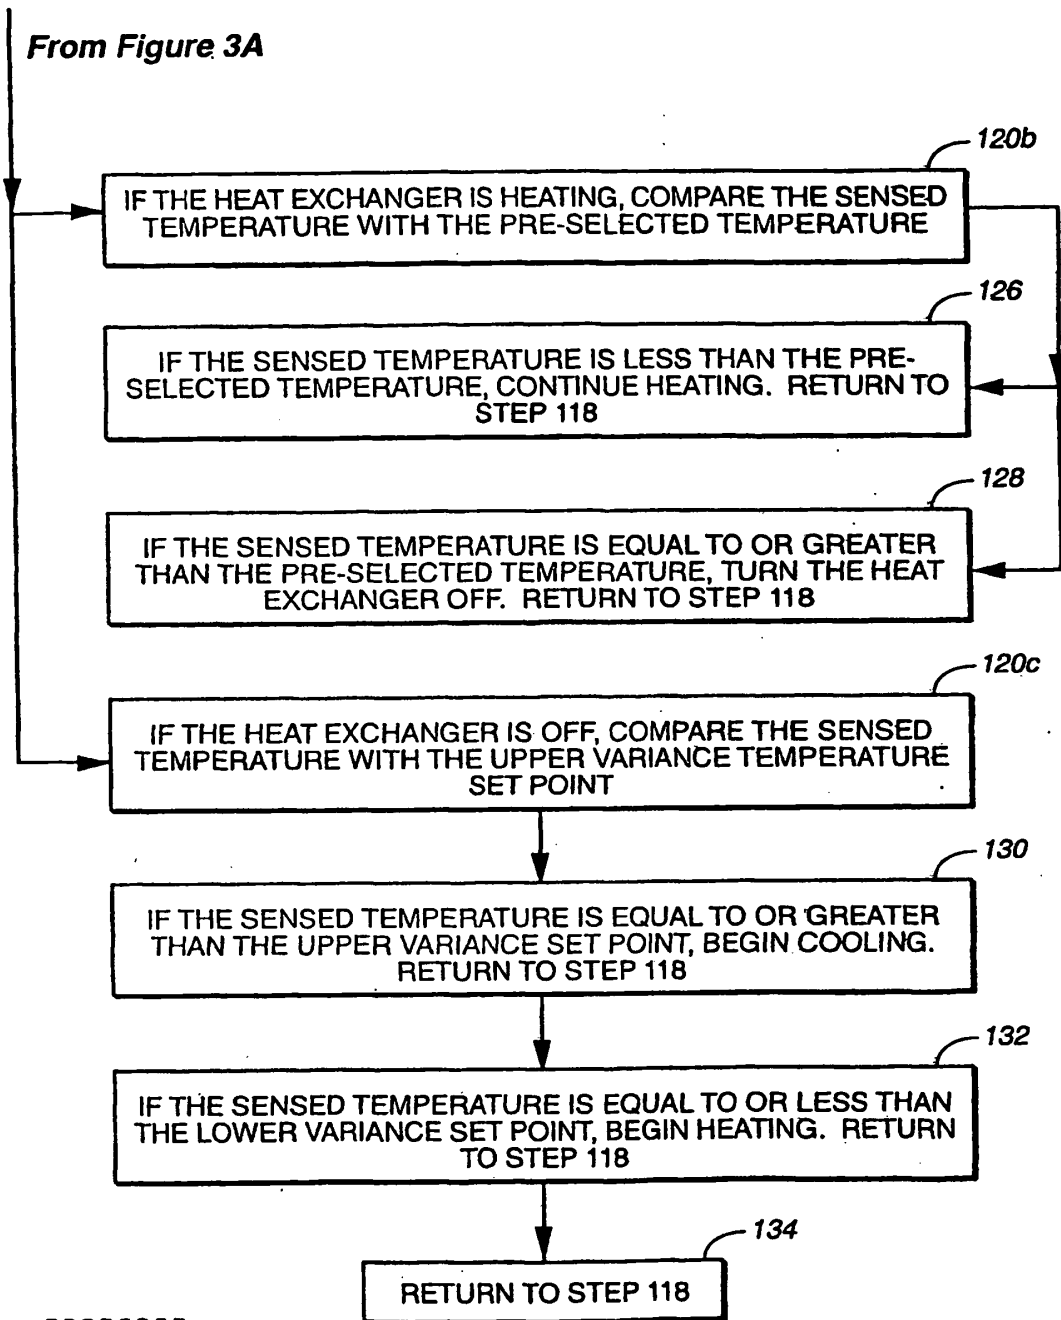 From Figure 3A
120b
IF THE HEAT EXCHANGER IS HEATING, COMPARE THE SENSED
TEMPERATURE WITH THE PRE-SELECTED TEMPERATURE
126
IF THE SENSED TEMPERATURE IS LESS THAN THE PRE-
SELECTED TEMPERATURE, CONTINUE HEATING. RETURN TO
STEP 118
128
IF THE SENSED TEMPERATURE IS EQUAL TO OR GREATER
THAN THE PRE-SELECTED TEMPERATURE, TURN THE HEAT
EXCHANGER OFF. RETURN TO STEP 118
120c
IF THE HEAT EXCHANGER IS OFF, COMPARE THE SENSED
TEMPERATURE WITH THE UPPER VARIANCE TEMPERATURE
SET POINT
130
IF THE SENSED TEMPERATURE IS EQUAL TO OR GREATER
THAN THE UPPER VARIANCE SET POINT, BEGIN COOLING.
RETURN TO STEP 118
132
IF THE SENSED TEMPERATURE IS EQUAL TO OR LESS THAN
THE LOWER VARIANCE SET POINT, BEGIN HEATING. RETURN
TO STEP 118
134
RETURN TO STEP 118